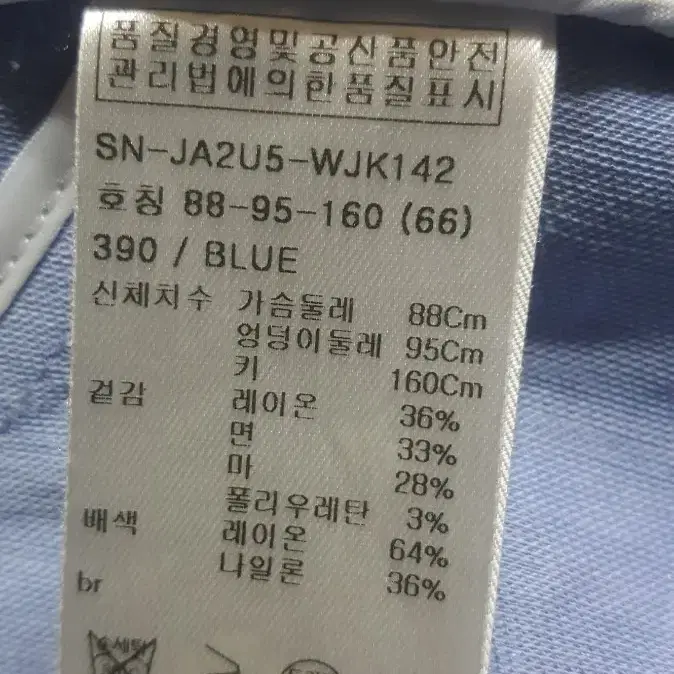 품질경영및공산품안전
관리법에의한품질표시
SN-JA2U5-WJK142
호칭 88-95-160 (66)
390 / BLUE
신체치수 가슴둘레 88Cm
엉덩이둘레 95Cm
키 160Cm
겉감 레이온 36%
면 33%
마 28%
폴리우레탄 3%
배색 레이온 64%
나일론 36%
br